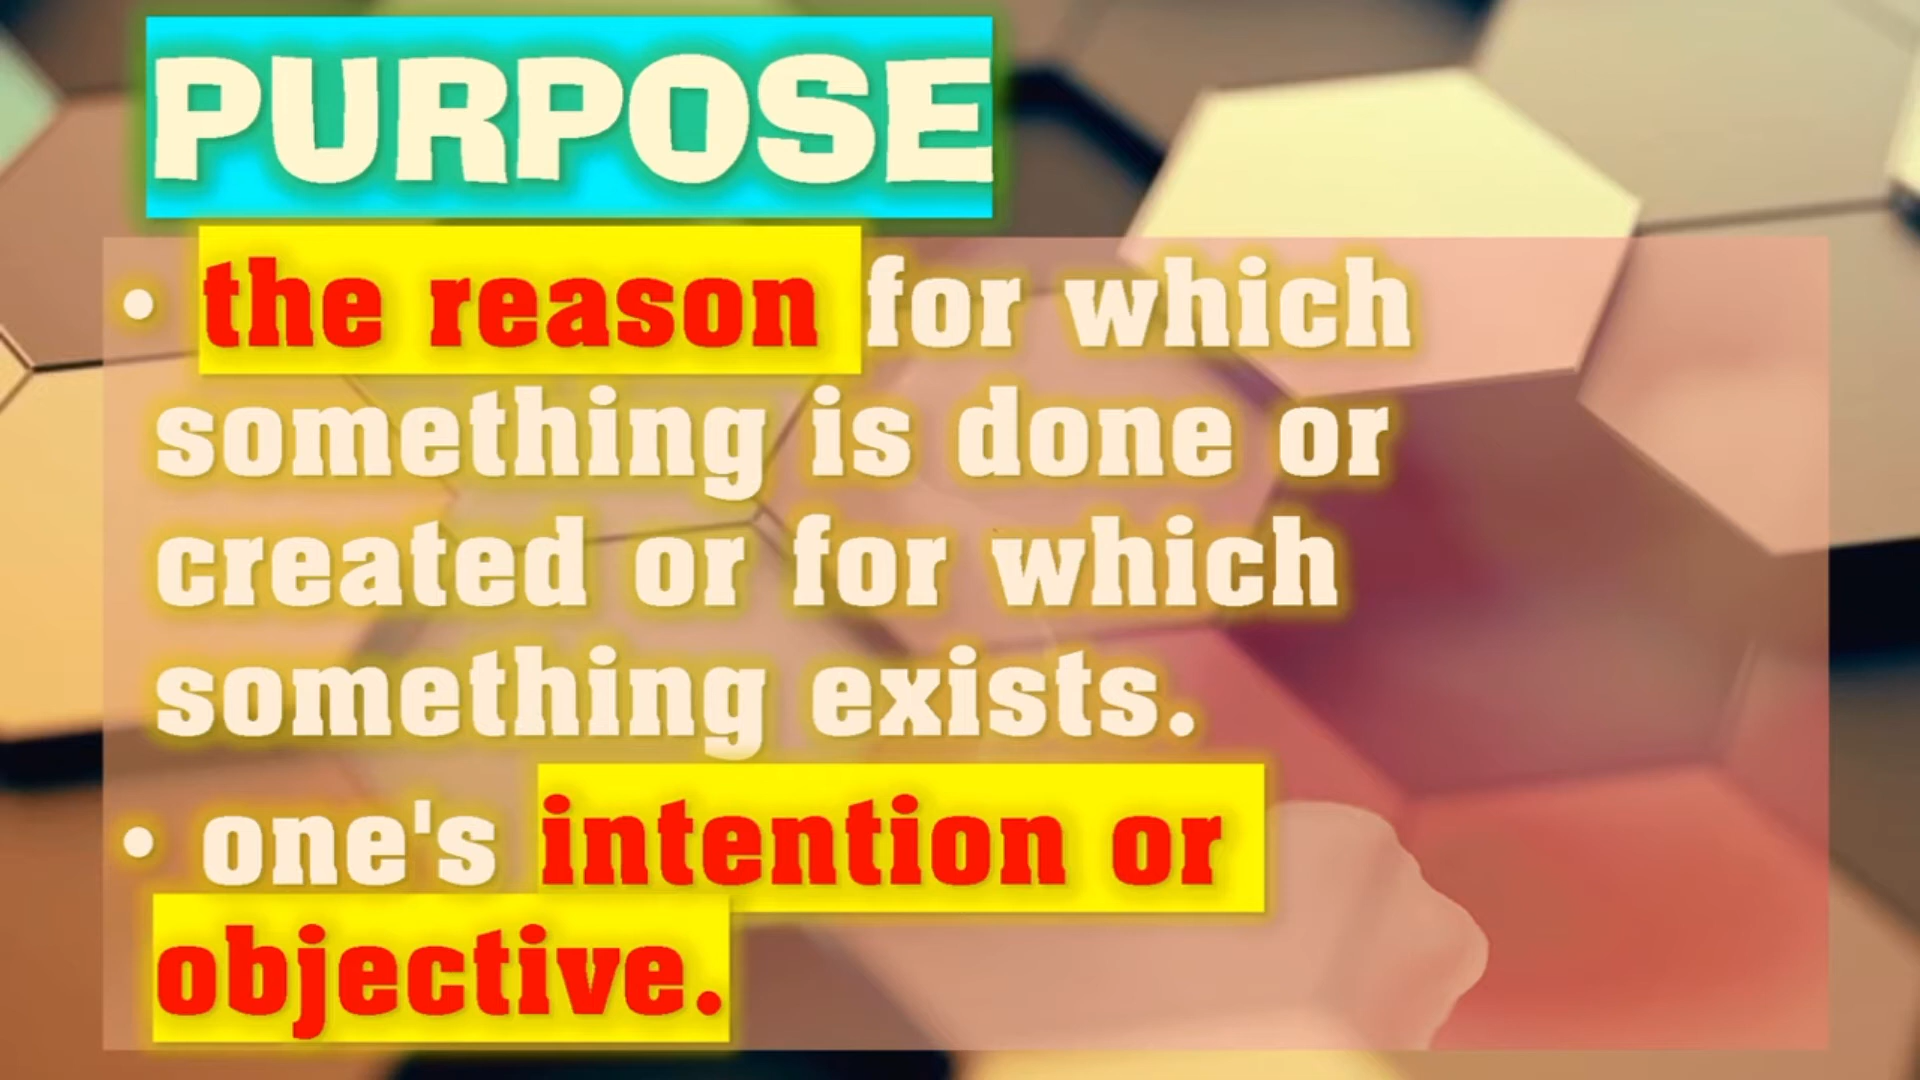 PURPOSE
• the reason for which
something is done or
created or for which
something exists.
• one's intention or
objective.